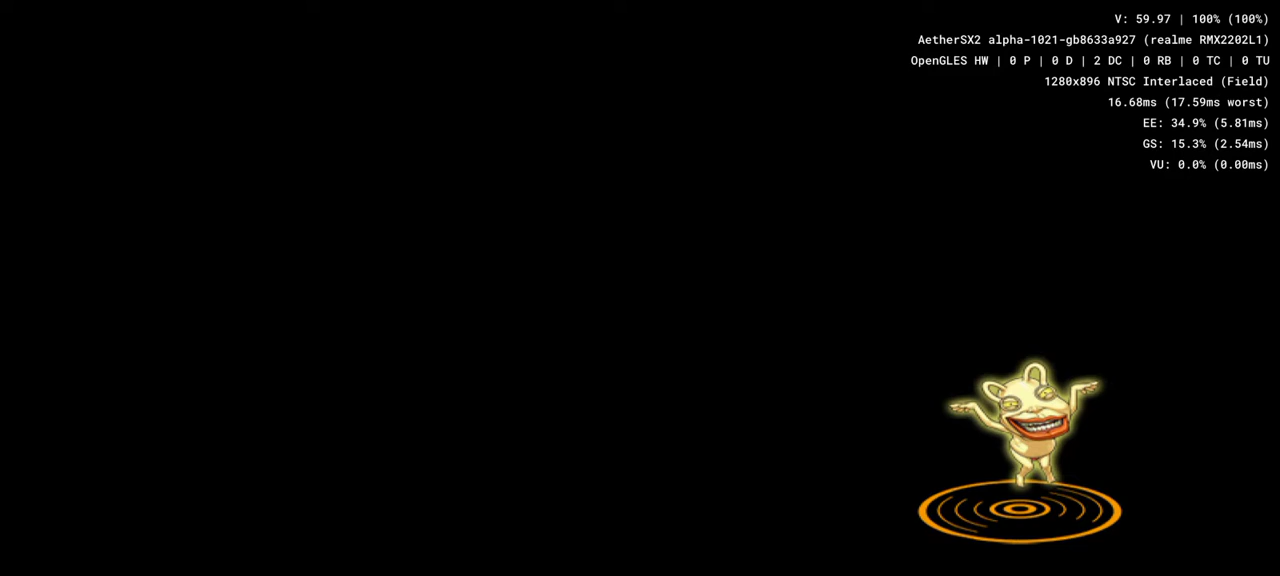 V: 59.97 | 100% (100%)
AetherSX2 alpha-1021-gb8633a927 (realme RMX2202L1)
OpenGLES HW | 0 P | 0 D | 2 DC | 0 RB | 0 TC | 0 TU
1280x896 NTSC Interlaced (Field)
16.68ms (17.59ms worst)
EE: 34.9% (5.81ms)
GS: 15.3% (2.54ms)
VU: 0.0% (0.00ms)